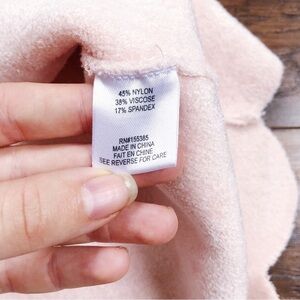 45% NYLON
38% VISCOSE
17% SPANDEX
RN#155385
MADE IN CHINA
FAIT EN CHINE
SEE REVERSE FOR CARE